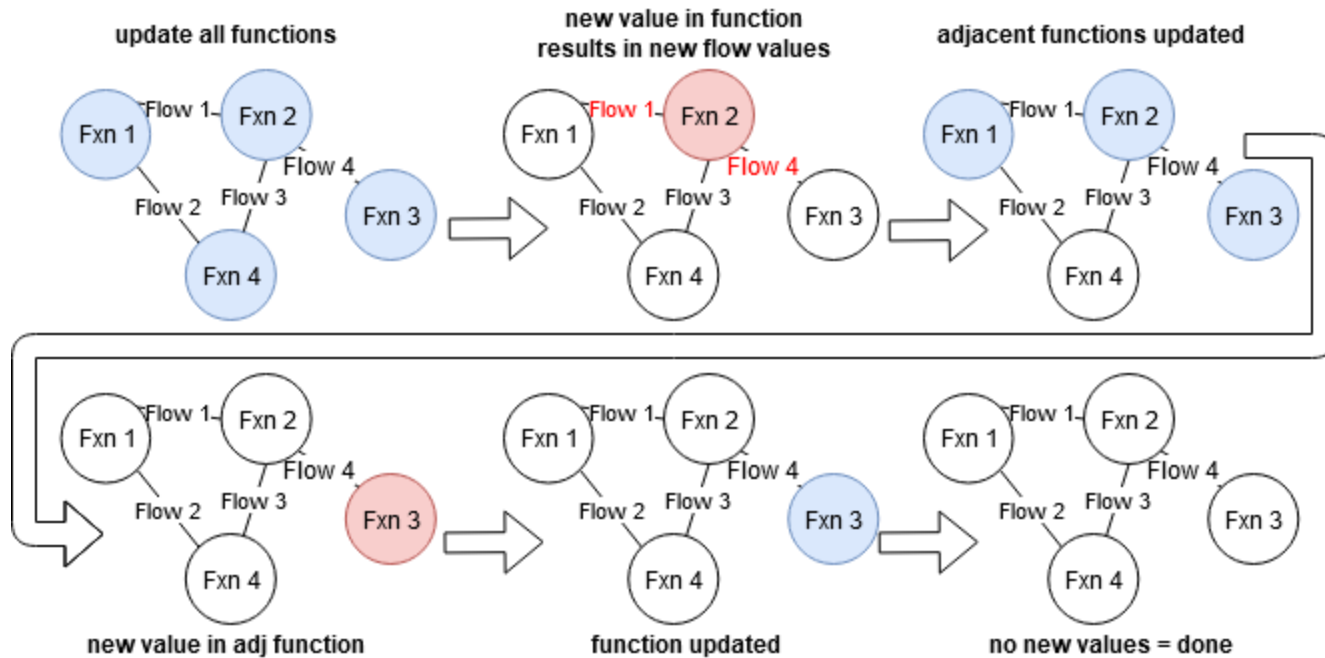 update all functions
new value in function
results in new flow values
adjacent functions updated
Fxn 1
Flow 1
Fxn 2
Flow 4
Flow 2
Flow 3
Fxn 3
Fxn 4
Fxn 1
Flow 1
Fxn 2
Flow 4
Flow 2
Flow 3
Fxn 3
Fxn 4
Fxn 1
Flow 1
Fxn 2
Flow 4
Flow 2
Flow 3
Fxn 3
Fxn 4
Fxn 1
Flow 1
Fxn 2
Flow 4
Flow 2
Flow 3
Fxn 3
Fxn 4
Fxn 1
Flow 1
Fxn 2
Flow 4
Flow 2
Flow 3
Fxn 3
Fxn 4
Fxn 1
Flow 1
Fxn 2
Flow 4
Flow 2
Flow 3
Fxn 3
Fxn 4
new value in adj function
function updated
no new values = done